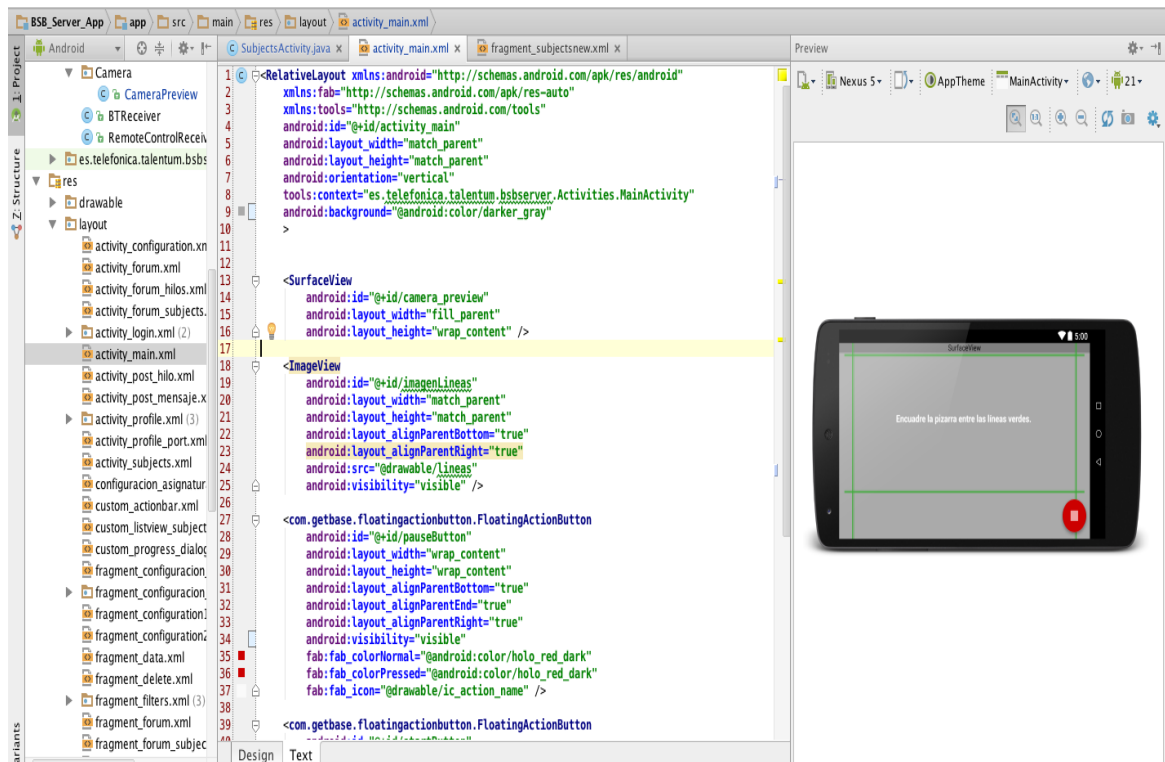 BSB_Server_App app src main res layout activity_main.xml
1: Project
Z: Structure
Android
Camera
CameraPreview
BTReceiver
RemoteControlReceiv
es.telefonica.talentum.bsbs
res
drawable
layout
activity_configuration.xn
activity_forum.xml
activity_forum_hilos.xml
activity_forum_subjects.
activity_login.xml (2)
activity_main.xml
activity_post_hilo.xml
activity_post_mensaje.x
activity_profile.xml (3)
activity_profile_port.xml
activity_subjects.xml
configuracion_asignatur
custom_actionbar.xml
custom_listview_subject
custom_progress_dialog
fragment_configuracion_
fragment_configuracion_
fragment_configuration1
fragment_configuration2
fragment_data.xml
fragment_delete.xml
fragment_filters.xml (3)
fragment_forum.xml
fragment_forum_subjec
SubjectsActivity.java activity_main.xml fragment_subjectsnew.xml
1 <RelativeLayout xmlns:android="http://schemas.android.com/apk/res/android"
2 xmlns:fab="http://schemas.android.com/apk/res-auto"
3 xmlns:tools="http://schemas.android.com/tools"
4 android:id="@+id/activity_main"
5 android:layout_width="match_parent"
6 android:layout_height="match_parent"
7 android:orientation="vertical"
8 tools:context="es.telefonica.talentum.bsbserver.Activities.MainActivity"
9 android:background="@android:color/darker_gray"
10 >
11
12
13 <SurfaceView
14 android:id="@+id/camera_preview"
15 android:layout_width="fill_parent"
16 android:layout_height="wrap_content" />
17
18 <ImageView
19 android:id="@+id/imagenLineas"
20 android:layout_width="match_parent"
21 android:layout_height="match_parent"
22 android:layout_alignParentBottom="true"
23 android:layout_alignParentRight="true"
24 android:src="@drawable/lineas"
25 android:visibility="visible" />
26
27 <com.getbase.floatingactionbutton.FloatingActionButton
28 android:id="@+id/pauseButton"
29 android:layout_width="wrap_content"
30 android:layout_height="wrap_content"
31 android:layout_alignParentBottom="true"
32 android:layout_alignParentEnd="true"
33 android:layout_alignParentRight="true"
34 android:visibility="visible"
35 fab:fab_colorNormal="@android:color/holo_red_dark"
36 fab:fab_colorPressed="@android:color/holo_red_dark"
37 fab:fab_icon="@drawable/ic_action_name" />
38
39 <com.getbase.floatingactionbutton.FloatingActionButton
Design Text
Preview
Nexus 5 AppTheme MainActivity 21
5:00
SurfaceView
Encuadre la pizarra entre las líneas verdes.